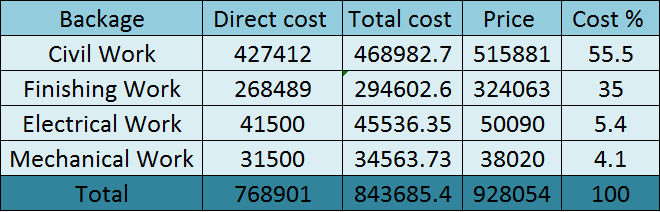 Backage Direct cost Total cost Price Cost %
Civil Work 427412 468982.7 515881 55.5
Finishing Work 268489 294602.6 324063 35
Electrical Work 41500 45536.35 50090 5.4
Mechanical Work 31500 34563.73 38020 4.1
Total 768901 843685.4 928054 100